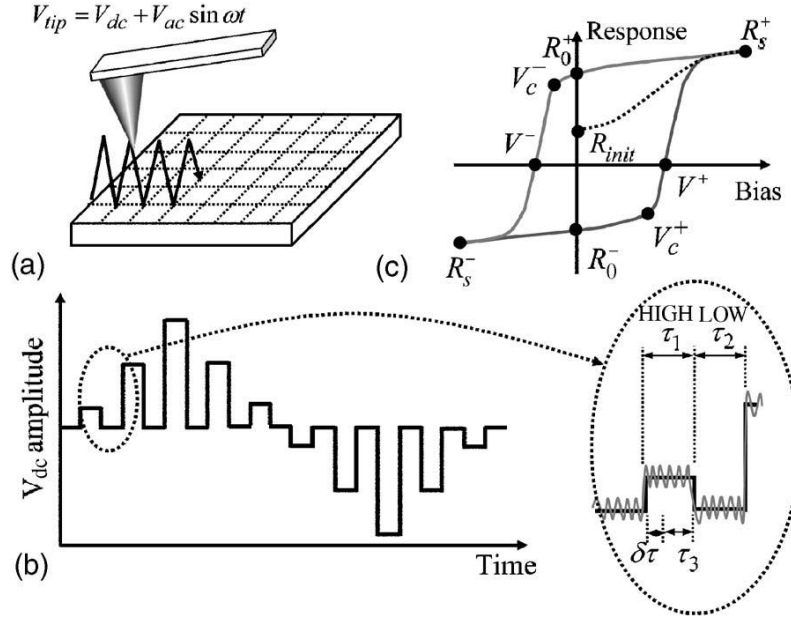 V_tip = V_dc + V_ac sin ωt
(a)
Response
R_0^+
R_s^+
V_c^-
V^-
R_init
V^+
Bias
V_c^+
R_0^-
R_s^-
(c)
HIGH LOW
τ_1 τ_2
δτ τ_3
V_dc amplitude
(b)
Time